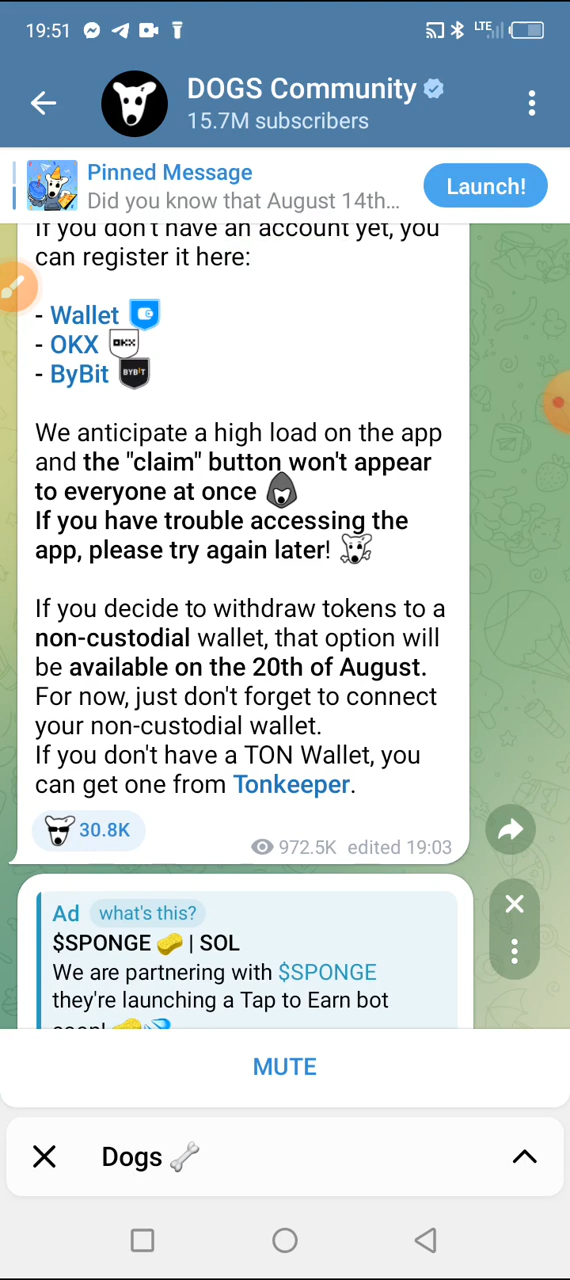 19:51
LTE
DOGS Community
15.7M subscribers
Pinned Message
Did you know that August 14th...
Launch!
If you don't have an account yet, you
can register it here:
- Wallet
- OKX
- ByBit
We anticipate a high load on the app
and the "claim" button won't appear
to everyone at once
If you have trouble accessing the
app, please try again later!
If you decide to withdraw tokens to a
non-custodial wallet, that option will
be available on the 20th of August.
For now, just don't forget to connect
your non-custodial wallet.
If you don't have a TON Wallet, you
can get one from Tonkeeper.
30.8K
972.5K edited 19:03
Ad what's this?
$SPONGE 🧽 | SOL
We are partnering with $SPONGE
they're launching a Tap to Earn bot
soon! 🧽💦
MUTE
Dogs 🦴